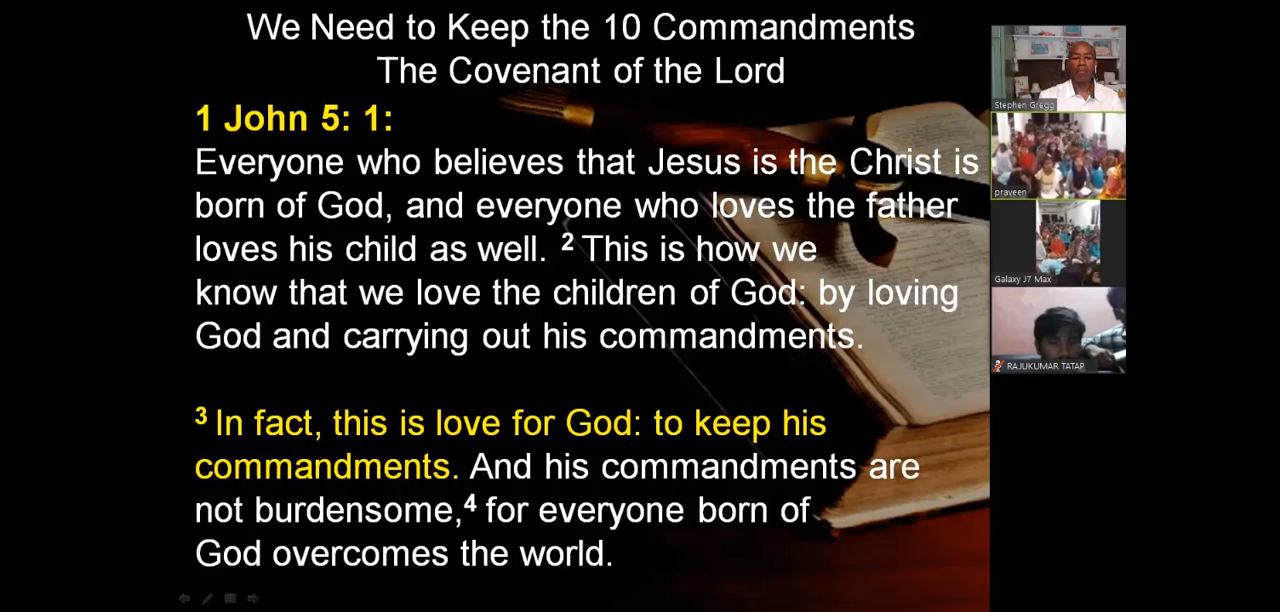 We Need to Keep the 10 Commandments
The Covenant of the Lord
1 John 5: 1:
Everyone who believes that Jesus is the Christ is
born of God, and everyone who loves the father
loves his child as well. 2 This is how we
know that we love the children of God: by loving
God and carrying out his commandments.
3 In fact, this is love for God: to keep his
commandments. And his commandments are
not burdensome,4 for everyone born of
God overcomes the world.
Stephen Gregg
praveen
Galaxy J7 Max
RAJUKUMAR TATAP